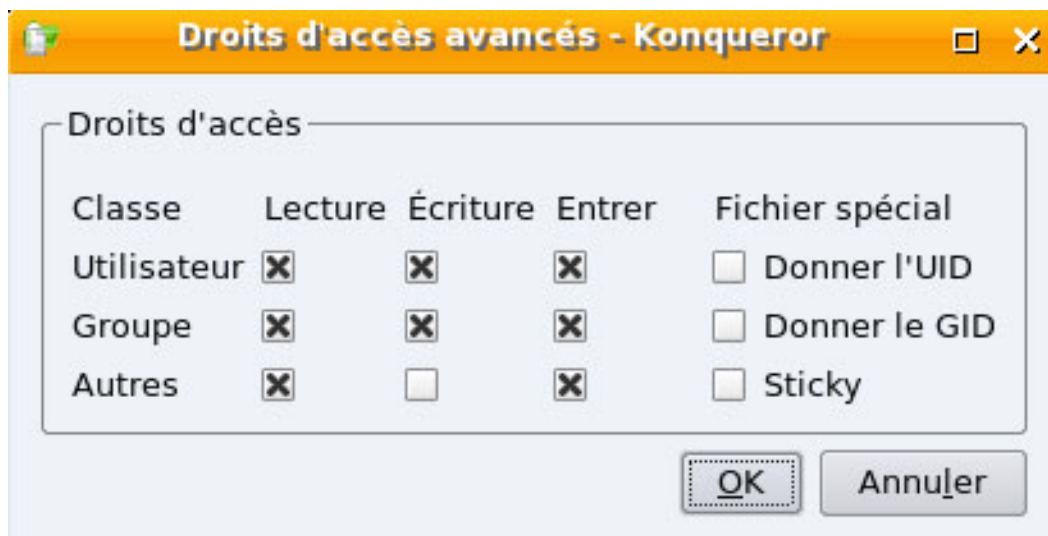 Droits d'accès avancés - Konqueror
Droits d'accès
Classe Lecture Écriture Entrer Fichier spécial
Utilisateur Donner l'UID
Groupe Donner le GID
Autres Sticky
OK Annuler